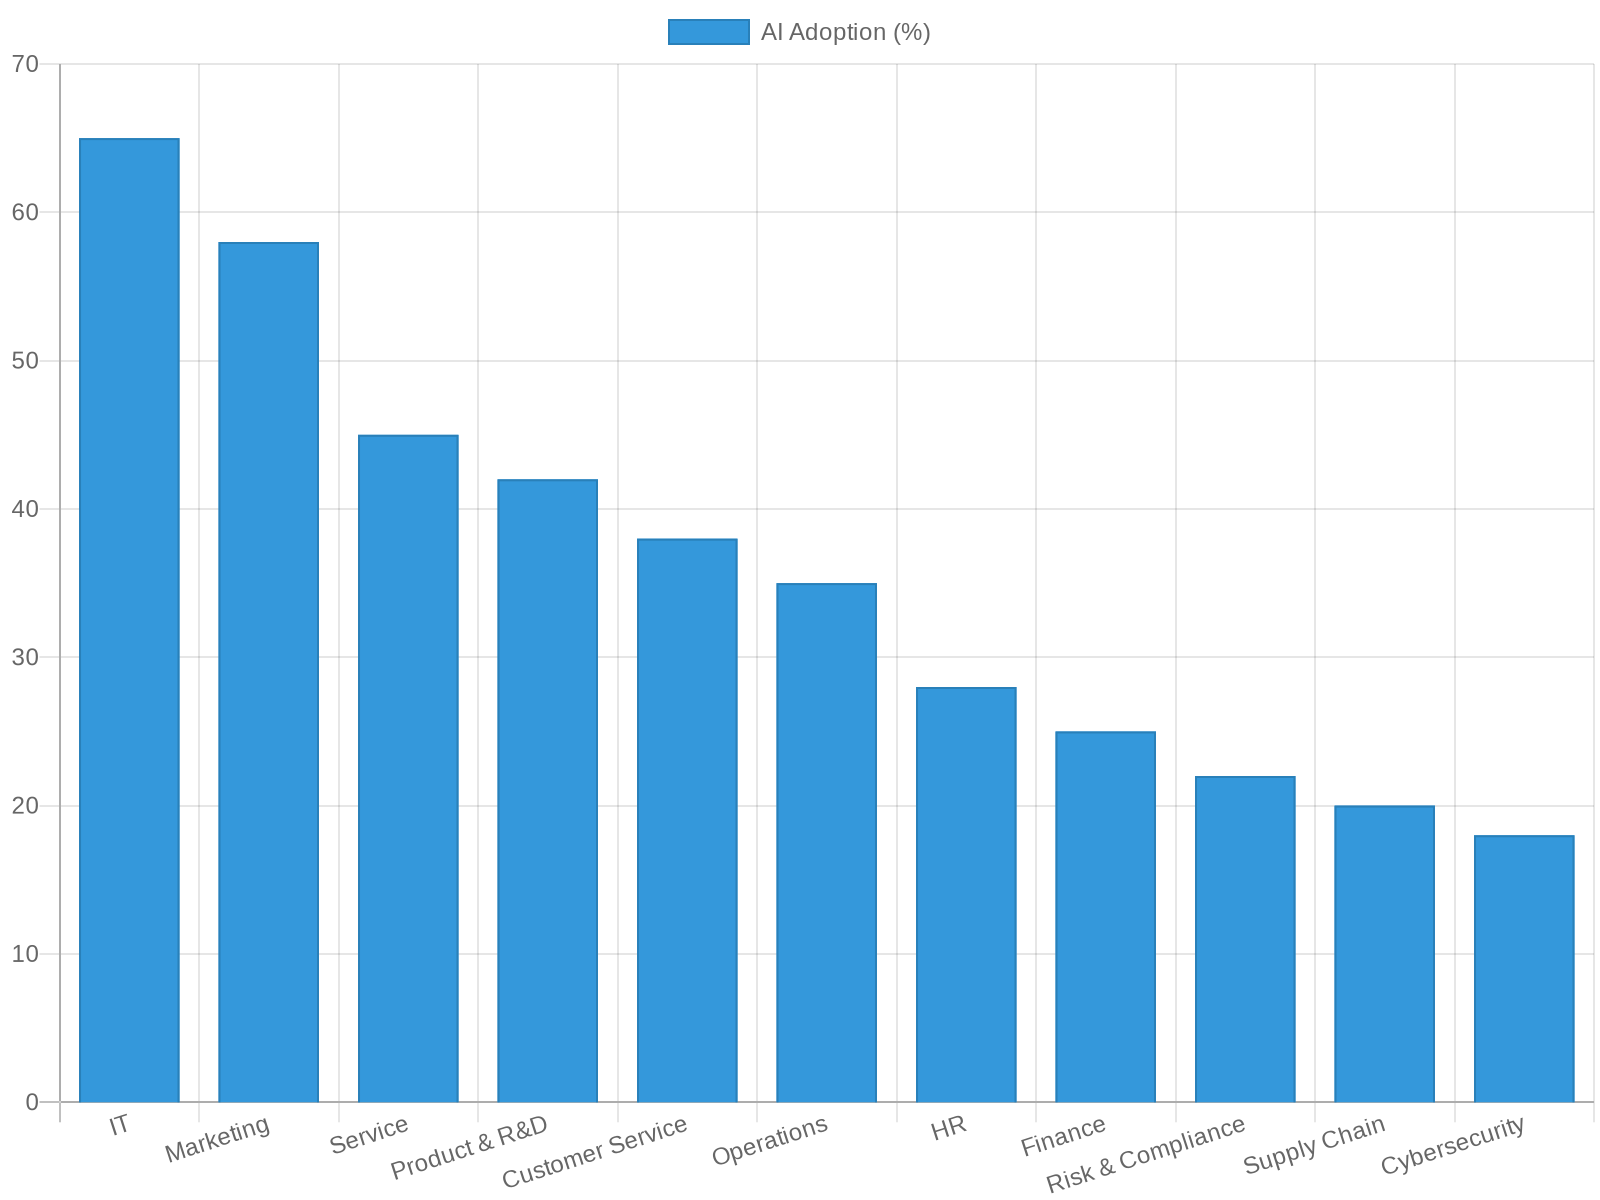 AI Adoption (%)
70
60
50
40
30
20
10
0
IT
Marketing
Service
Product & R&D
Customer Service
Operations
HR
Finance
Risk & Compliance
Supply Chain
Cybersecurity